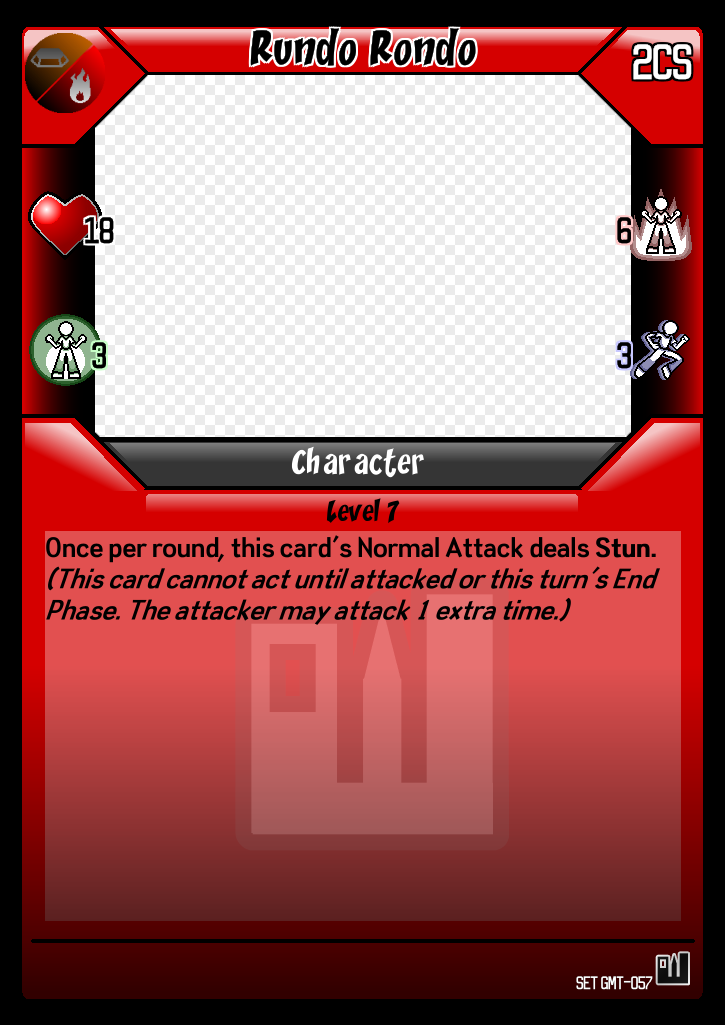 Rundo Rondo
2CS
18
6
3
3
Character
Level 7
Once per round, this card's Normal Attack deals Stun.
(This card cannot act until attacked or this turn's End
Phase. The attacker may attack 1 extra time.)
SET GMT-057